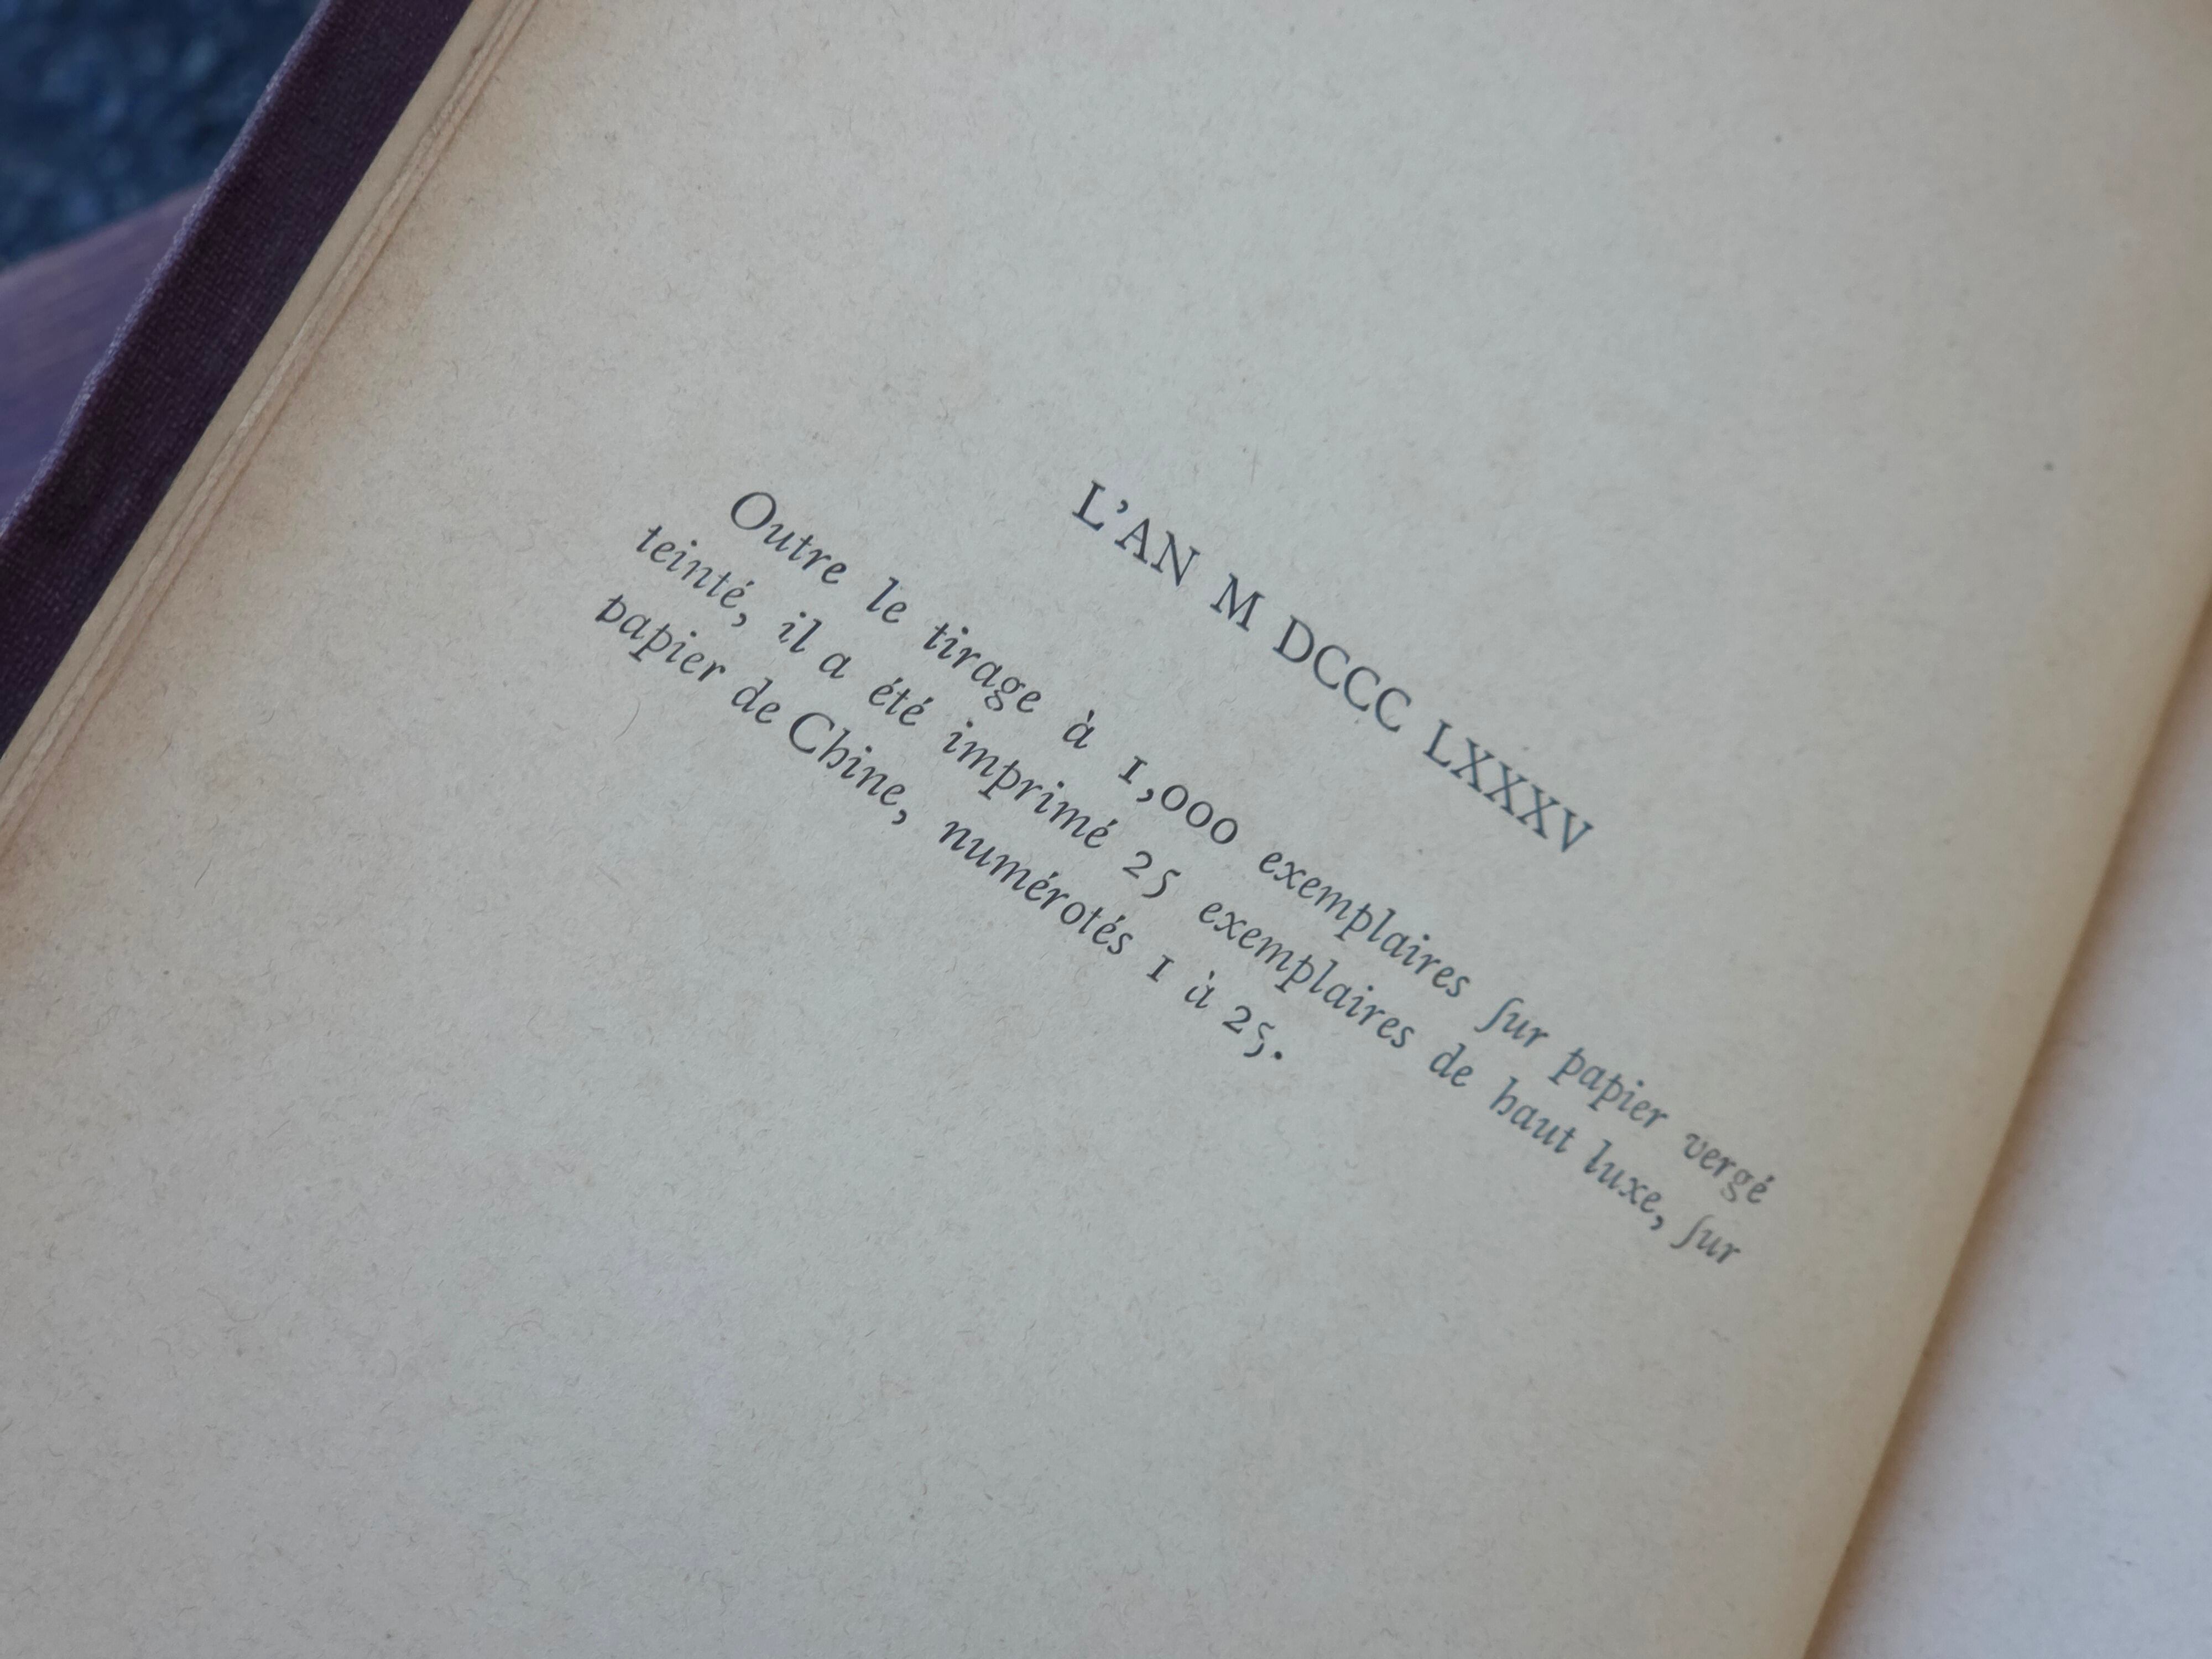 L'AN M DCCC LXXXV
Outre le tirage à 1,000 exemplaires ſur papier vergé
teinté, il a été imprimé 25 exemplaires de haut luxe, ſur
papier de Chine, numérotés 1 à 25.